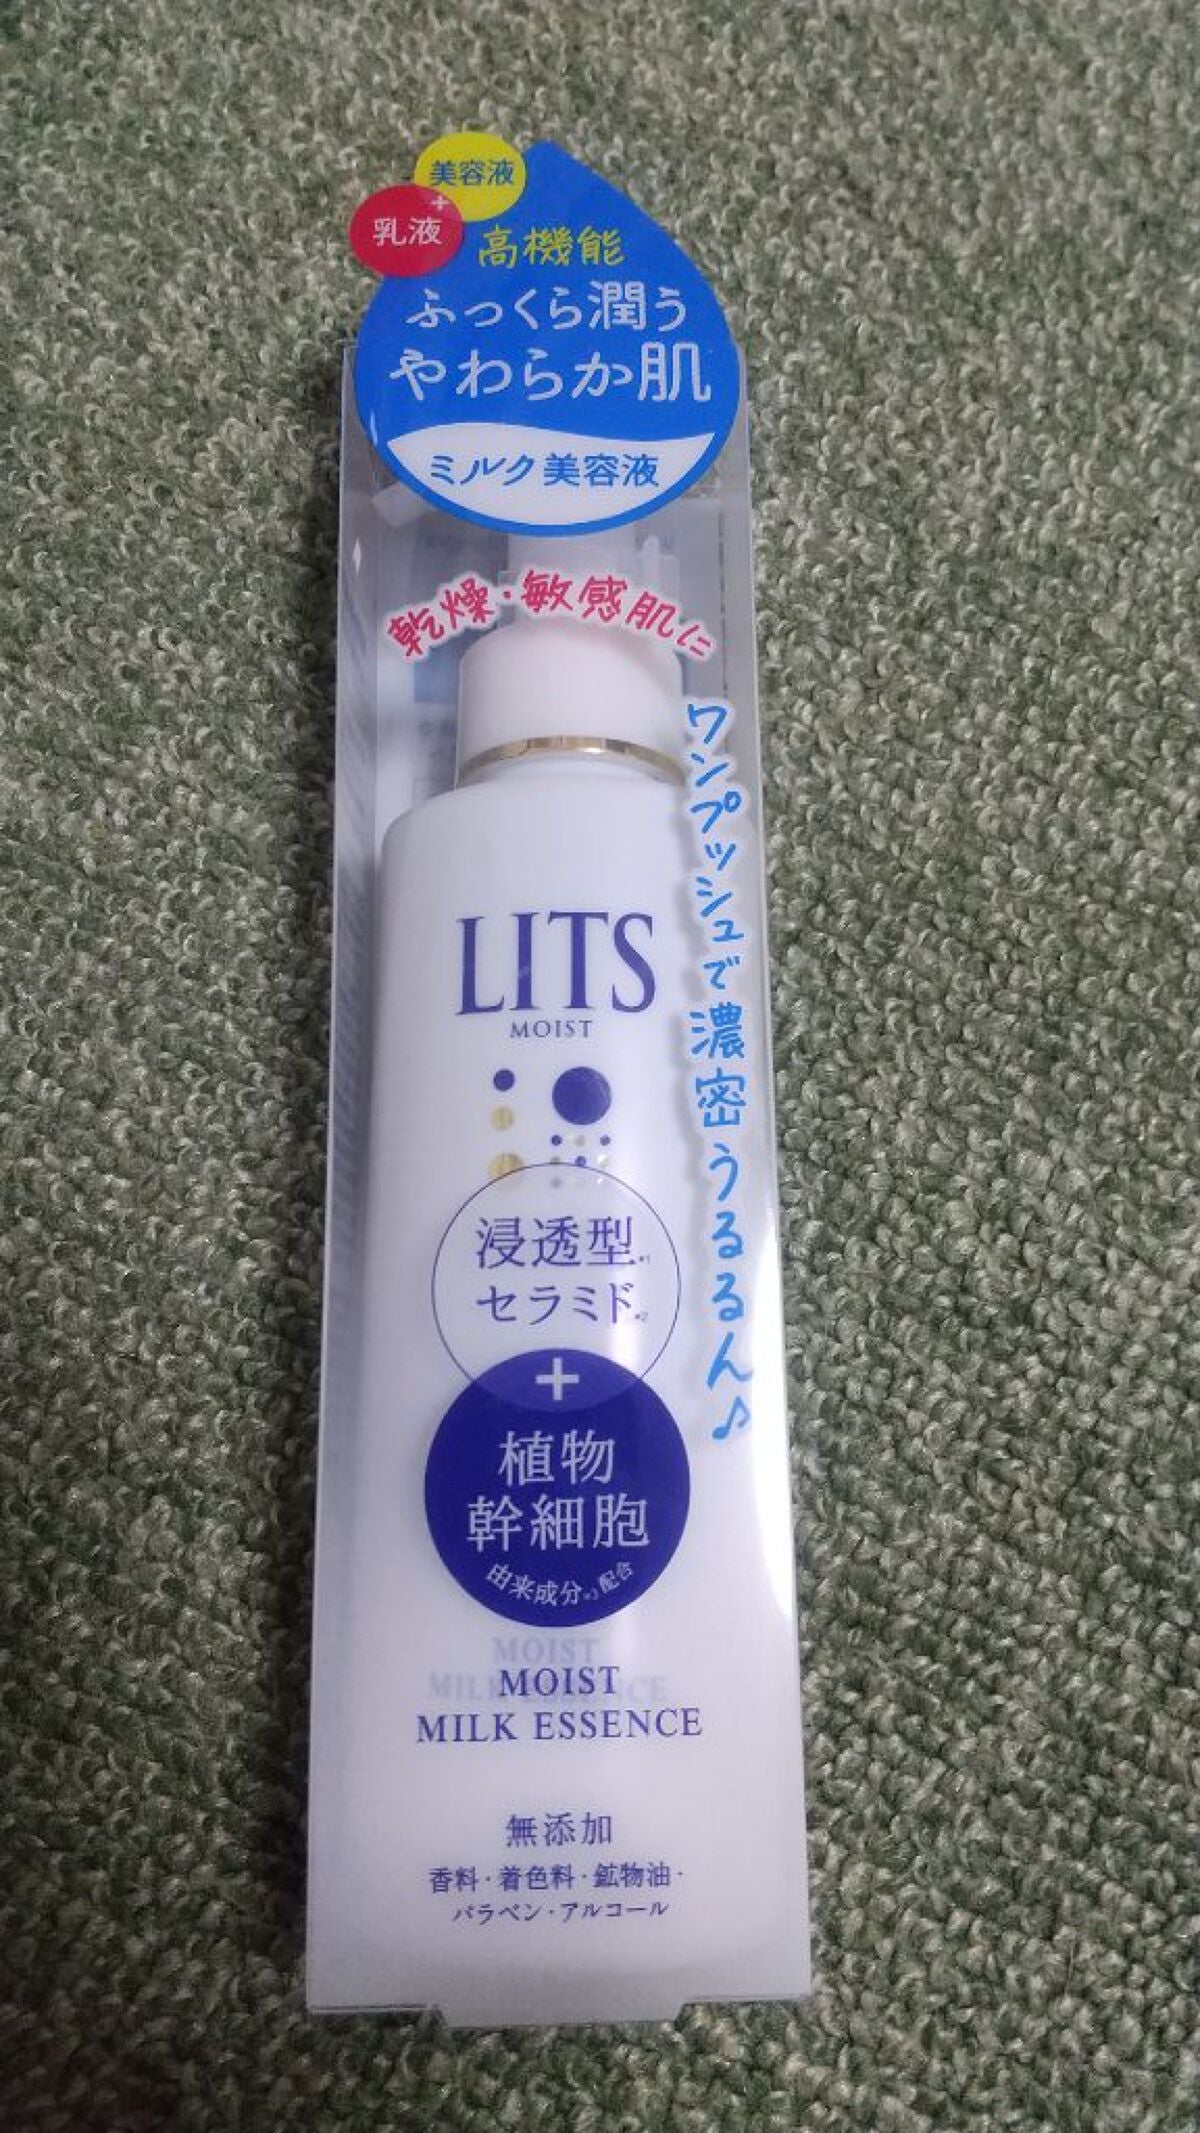 美容液
+
乳液
高機能
ふっくら潤う
やわらか肌
ミルク美容液
乾燥・敏感肌に
ワンプッシュで濃密うるるん♪
LITS
MOIST
浸透型※1
セラミド※2
+
植物
幹細胞
由来成分※3配合
MOIST
MILK ESSENCE
無添加
香料・着色料・鉱物油・
パラベン・アルコール